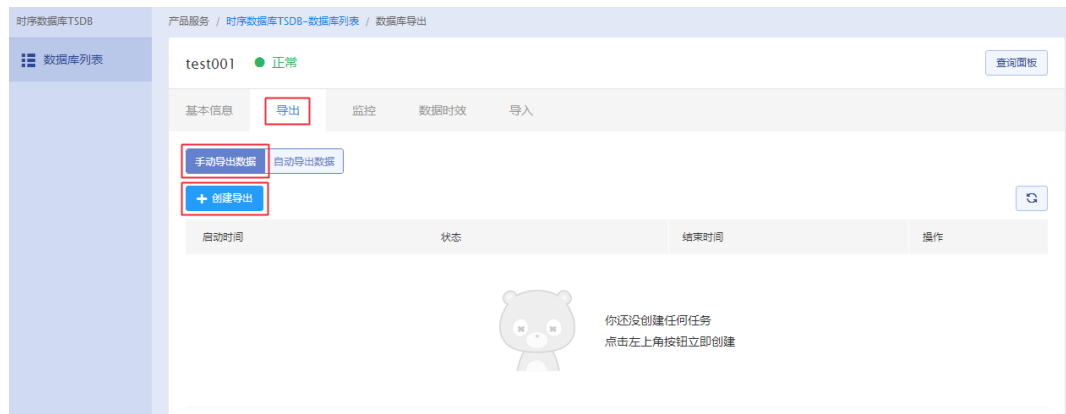 时序数据库TSDB
产品服务 / 时序数据库TSDB-数据库列表 / 数据库导出
数据库列表
test001 正常
查询面板
基本信息 导出 监控 数据时效 导入
手动导出数据 自动导出数据
+ 创建导出
启动时间 状态 结束时间 操作
你还没创建任何任务
点击左上角按钮立即创建